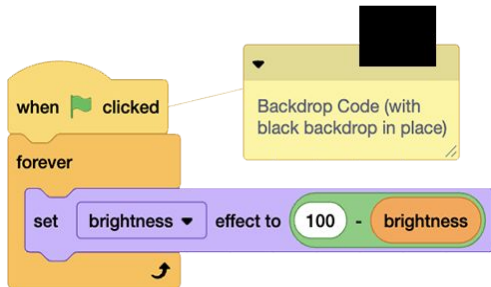 when clicked
Backdrop Code (with
black backdrop in place)
forever
set brightness effect to 100 - brightness